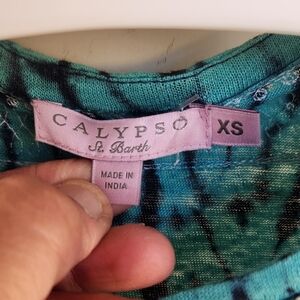 CALYPSO
XS
St. Barth
MADE IN
INDIA